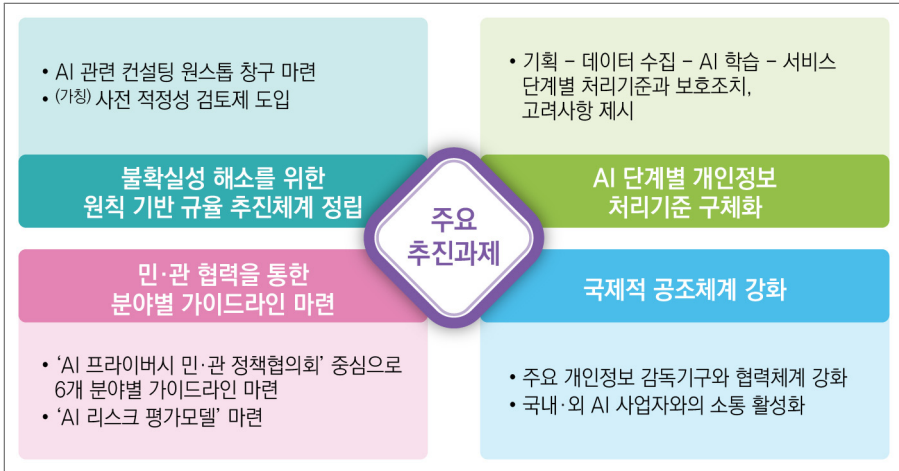 • AI 관련 컨설팅 원스톱 창구 마련
• (가칭) 사전 적정성 검토제 도입
불확실성 해소를 위한
원칙 기반 규율 추진체계 정립
• 기획 – 데이터 수집 – AI 학습 – 서비스
단계별 처리기준과 보호조치,
고려사항 제시
AI 단계별 개인정보
처리기준 구체화
주요
추진과제
민·관 협력을 통한
분야별 가이드라인 마련
• ‘AI 프라이버시 민·관 정책협의회’ 중심으로
6개 분야별 가이드라인 마련
• ‘AI 리스크 평가모델’ 마련
국제적 공조체계 강화
• 주요 개인정보 감독기구와 협력체계 강화
• 국내·외 AI 사업자와의 소통 활성화